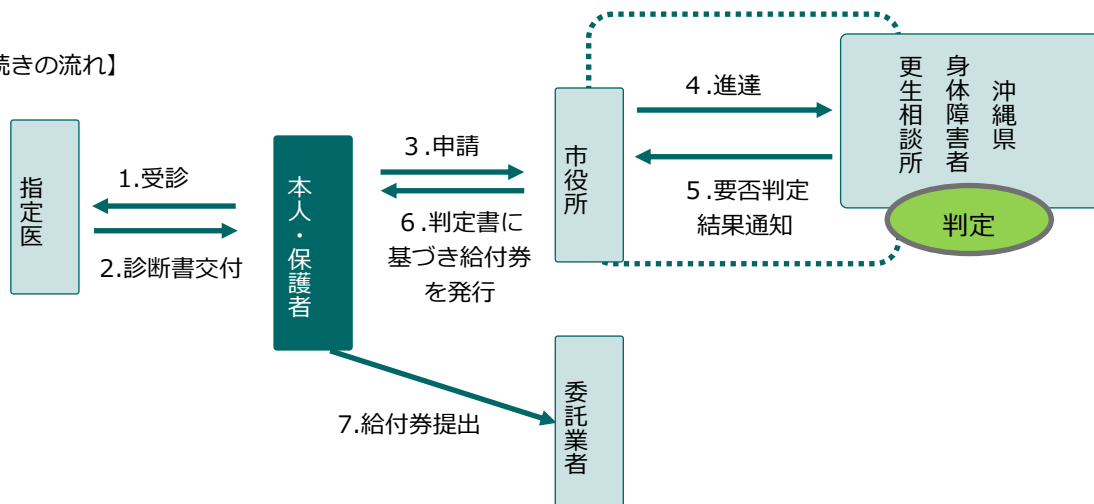 続きの流れ】
指定医
1.受診
2.診断書交付
本人・保護者
3.申請
6.判定書に
基づき給付券
を発行
市役所
4.進達
5.要否判定
結果通知
沖縄県
身体障害者
更生相談所
判定
7.給付券提出
委託業者